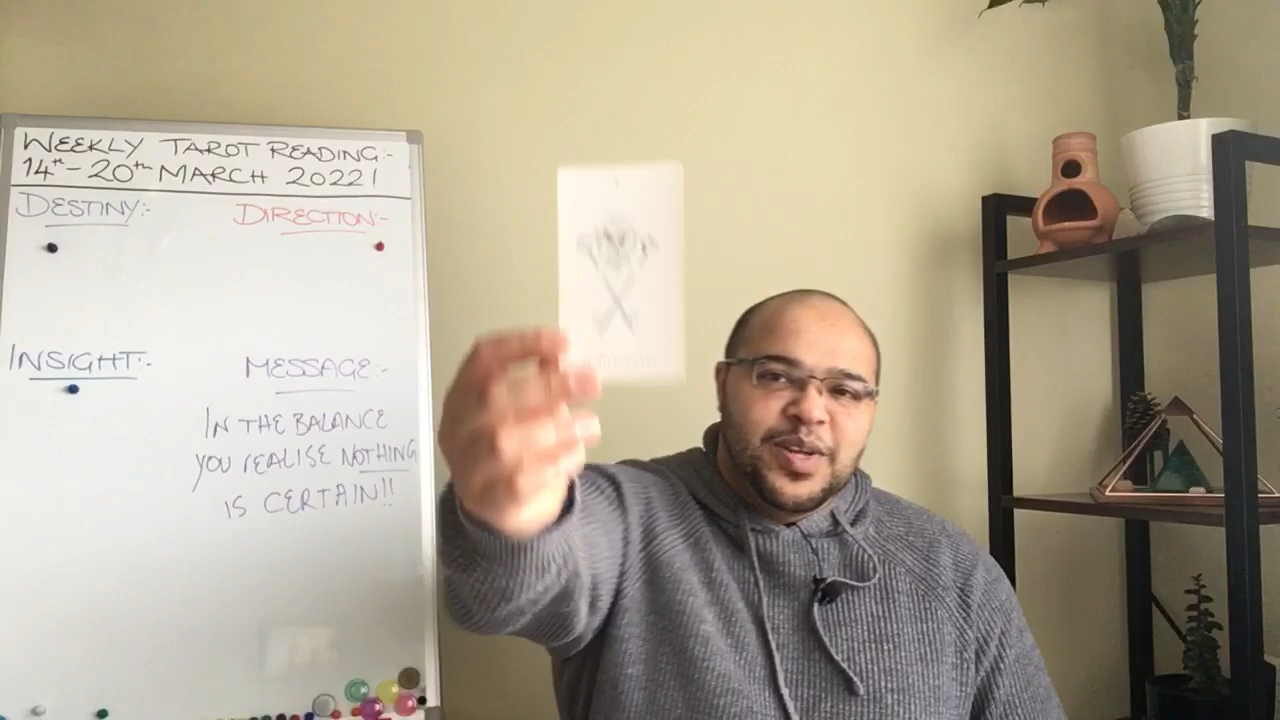 WEEKLY TAROT READING:-
14th - 20th MARCH 2022!
DESTINY:-
DIRECTION:-
INSIGHT:-
MESSAGE:-
IN THE BALANCE
YOU REALISE NOTHING
IS CERTAIN!!